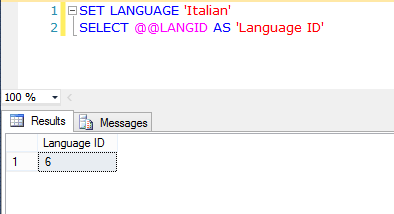 1 SET LANGUAGE 'Italian'
2 SELECT @@LANGID AS 'Language ID'
100 %
Results Messages
Language ID
1 6